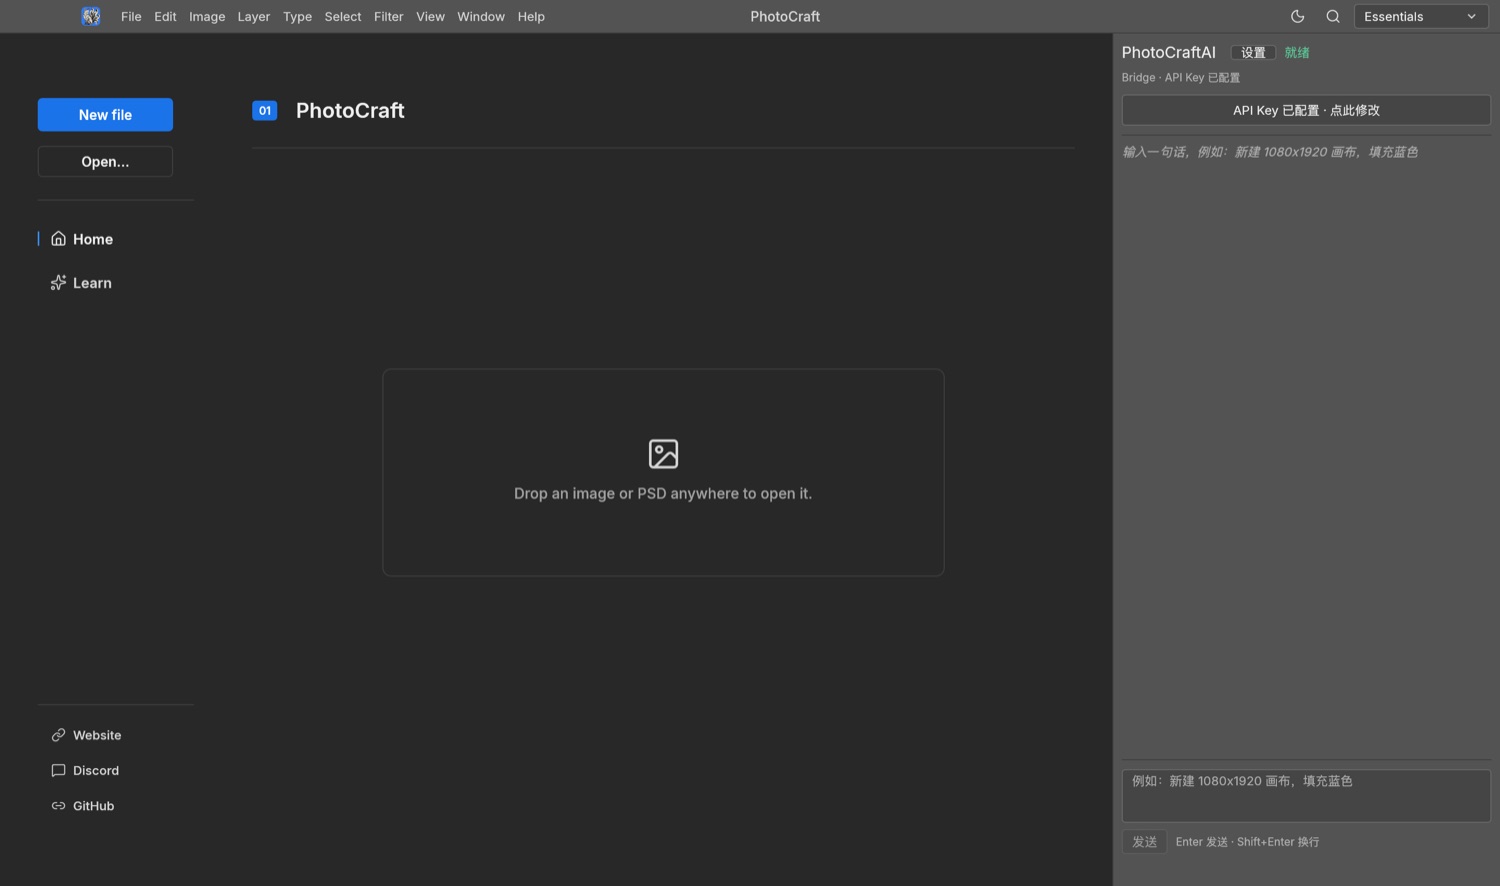 File Edit Image Layer Type Select Filter View Window Help
PhotoCraft
Essentials
New file
Open...
Home
Learn
Website
Discord
GitHub
01
PhotoCraft
Drop an image or PSD anywhere to open it.
PhotoCraftAI 设置 就绪
Bridge · API Key 已配置
API Key 已配置 · 点此修改
输入一句话，例如：新建 1080x1920 画布，填充蓝色
例如：新建 1080x1920 画布，填充蓝色
发送 Enter 发送 · Shift+Enter 换行